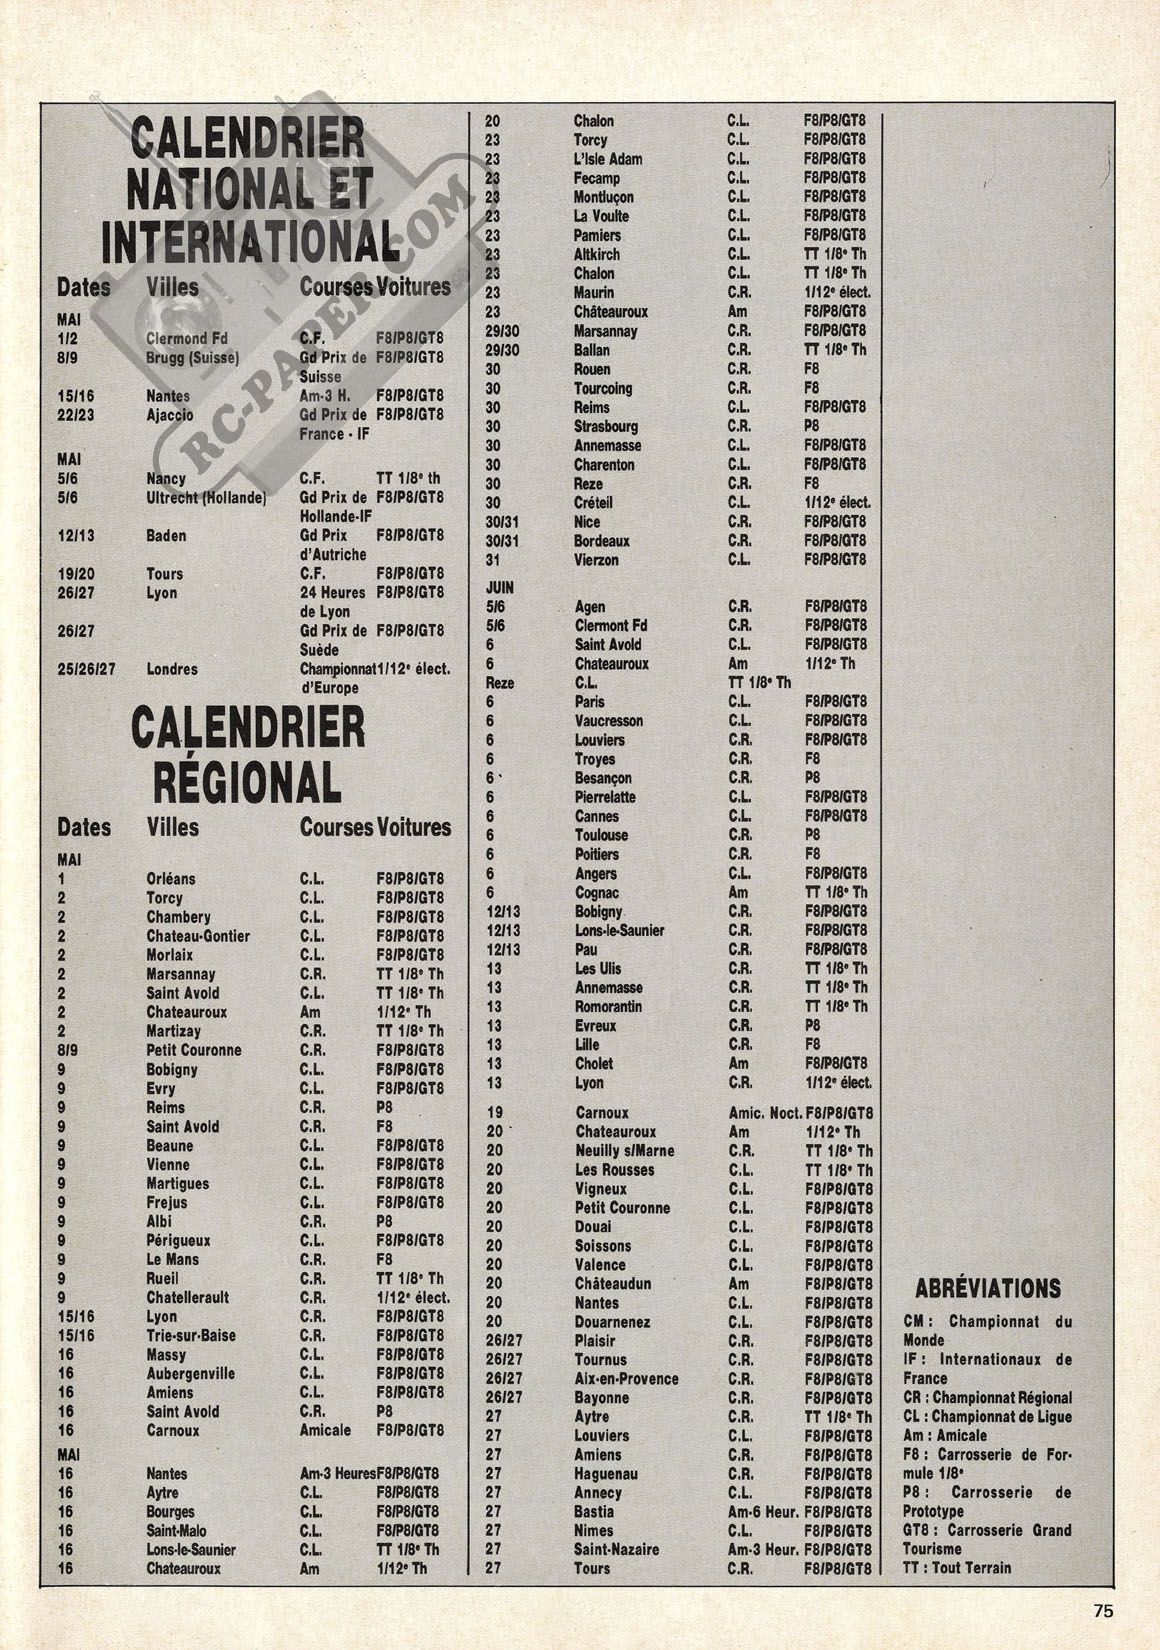 CALENDRIER
NATIONAL ET
INTERNATIONAL
Dates Villes Courses Voitures
MAI
1/2 Clermond Fd C.F. F8/P8/GT8
8/9 Brugg (Suisse) Gd Prix de F8/P8/GT8
Suisse
15/16 Nantes Am-3 H. F8/P8/GT8
22/23 Ajaccio Gd Prix de F8/P8/GT8
France - IF
MAI
5/6 Nancy C.F. TT 1/8e th
5/6 Ultrecht (Hollande) Gd Prix de F8/P8/GT8
Hollande-IF
12/13 Baden Gd Prix F8/P8/GT8
d'Autriche
19/20 Tours C.F. F8/P8/GT8
26/27 Lyon 24 Heures F8/P8/GT8
de Lyon
26/27 Gd Prix de F8/P8/GT8
Suède
25/26/27 Londres Championnat 1/12e élect.
d'Europe
CALENDRIER
RÉGIONAL
Dates Villes Courses Voitures
MAI
1 Orléans C.L. F8/P8/GT8
2 Torcy C.L. F8/P8/GT8
2 Chambery C.L. F8/P8/GT8
2 Chateau-Gontier C.L. F8/P8/GT8
2 Morlaix C.L. F8/P8/GT8
2 Marsannay C.R. TT 1/8e Th
2 Saint Avold C.L. TT 1/8e Th
2 Chateauroux Am 1/12e Th
2 Martizay C.R. TT 1/8e Th
8/9 Petit Couronne C.R. F8/P8/GT8
9 Bobigny C.L. F8/P8/GT8
9 Evry C.L. F8/P8/GT8
9 Reims C.R. P8
9 Saint Avold C.R. F8
9 Beaune C.L. F8/P8/GT8
9 Vienne C.L. F8/P8/GT8
9 Martigues C.L. F8/P8/GT8
9 Frejus C.L. F8/P8/GT8
9 Albi C.R. P8
9 Périgueux C.L. F8/P8/GT8
9 Le Mans C.R. F8
9 Rueil C.R. TT 1/8e Th
9 Chatellerault C.R. 1/12e élect.
15/16 Lyon C.R. F8/P8/GT8
15/16 Trie-sur-Baise C.R. F8/P8/GT8
16 Massy C.L. F8/P8/GT8
16 Aubergenville C.L. F8/P8/GT8
16 Amiens C.L. F8/P8/GT8
16 Saint Avold C.R. P8
16 Carnoux Amicale F8/P8/GT8
MAI
16 Nantes Am-3 Heures F8/P8/GT8
16 Aytre C.L. F8/P8/GT8
16 Bourges C.L. F8/P8/GT8
16 Saint-Malo C.L. F8/P8/GT8
16 Lons-le-Saunier C.L. TT 1/8e Th
16 Chateauroux Am 1/12e Th
20 Chalon C.L. F8/P8/GT8
23 Torcy C.L. F8/P8/GT8
23 L'Isle Adam C.L. F8/P8/GT8
23 Fecamp C.L. F8/P8/GT8
23 Montluçon C.L. F8/P8/GT8
23 La Voulte C.L. F8/P8/GT8
23 Pamiers C.L. F8/P8/GT8
23 Altkirch C.L. TT 1/8e Th
23 Chalon C.L. TT 1/8e Th
23 Maurin C.R. 1/12e élect.
23 Châteauroux Am F8/P8/GT8
29/30 Marsannay C.R. F8/P8/GT8
29/30 Ballan C.R. TT 1/8e Th
30 Rouen C.R. F8
30 Tourcoing C.R. F8
30 Reims C.L. F8/P8/GT8
30 Strasbourg C.R. P8
30 Annemasse C.L. F8/P8/GT8
30 Charenton C.L. F8/P8/GT8
30 Reze C.R. F8
30 Créteil C.L. 1/12e élect.
30/31 Nice C.R. F8/P8/GT8
30/31 Bordeaux C.R. F8/P8/GT8
31 Vierzon C.L. F8/P8/GT8
JUIN
5/6 Agen C.R. F8/P8/GT8
5/6 Clermont Fd C.R. F8/P8/GT8
6 Saint Avold C.L. F8/P8/GT8
6 Chateauroux Am 1/12e Th
Reze C.L. TT 1/8e Th
6 Paris C.L. F8/P8/GT8
6 Vaucresson C.L. F8/P8/GT8
6 Louviers C.R. F8/P8/GT8
6 Troyes C.R. F8
6 Besançon C.R. P8
6 Pierrelatte C.L. F8/P8/GT8
6 Cannes C.L. F8/P8/GT8
6 Toulouse C.R. P8
6 Poitiers C.R. F8
6 Angers C.L. F8/P8/GT8
6 Cognac Am TT 1/8e Th
12/13 Bobigny C.R. F8/P8/GT8
12/13 Lons-le-Saunier C.R. F8/P8/GT8
12/13 Pau C.R. F8/P8/GT8
13 Les Ulis C.R. TT 1/8e Th
13 Annemasse C.R. TT 1/8e Th
13 Romorantin C.R. TT 1/8e Th
13 Evreux C.R. P8
13 Lille C.R. F8
13 Cholet Am F8/P8/GT8
13 Lyon C.R. 1/12e élect.
19 Carnoux Amic. Noct. F8/P8/GT8
20 Chateauroux Am 1/12e Th
20 Neuilly s/Marne C.R. TT 1/8e Th
20 Les Rousses C.L. TT 1/8e Th
20 Vigneux C.L. F8/P8/GT8
20 Petit Couronne C.L. F8/P8/GT8
20 Douai C.L. F8/P8/GT8
20 Soissons C.L. F8/P8/GT8
20 Valence C.L. F8/P8/GT8
20 Châteaudun Am F8/P8/GT8
20 Nantes C.L. F8/P8/GT8
20 Douarnenez C.L. F8/P8/GT8
26/27 Plaisir C.R. F8/P8/GT8
26/27 Tournus C.R. F8/P8/GT8
26/27 Aix-en-Provence C.R. F8/P8/GT8
26/27 Bayonne C.R. F8/P8/GT8
27 Aytre C.R. TT 1/8e Th
27 Louviers C.L. F8/P8/GT8
27 Amiens C.R. F8/P8/GT8
27 Haguenau C.R. F8/P8/GT8
27 Annecy C.L. F8/P8/GT8
27 Bastia Am-6 Heur. F8/P8/GT8
27 Nimes C.L. F8/P8/GT8
27 Saint-Nazaire Am-3 Heur. F8/P8/GT8
27 Tours C.R. F8/P8/GT8
ABRÉVIATIONS
CM : Championnat du
Monde
IF : Internationaux de
France
CR : Championnat Régional
CL : Championnat de Ligue
Am : Amicale
F8 : Carrosserie de For-
mule 1/8e
P8 : Carrosserie de
Prototype
GT8 : Carrosserie Grand
Tourisme
TT : Tout Terrain
75
RC-PAPER.COM